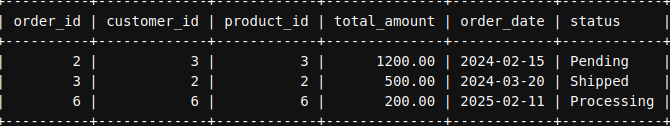 +----------+-------------+------------+--------------+------------+------------+
| order_id | customer_id | product_id | total_amount | order_date | status     |
+----------+-------------+------------+--------------+------------+------------+
|        2 |           3 |          3 |      1200.00 | 2024-02-15 | Pending    |
|        3 |           2 |          2 |       500.00 | 2024-03-20 | Shipped    |
|        6 |           6 |          6 |       200.00 | 2025-02-11 | Processing |
+----------+-------------+------------+--------------+------------+------------+